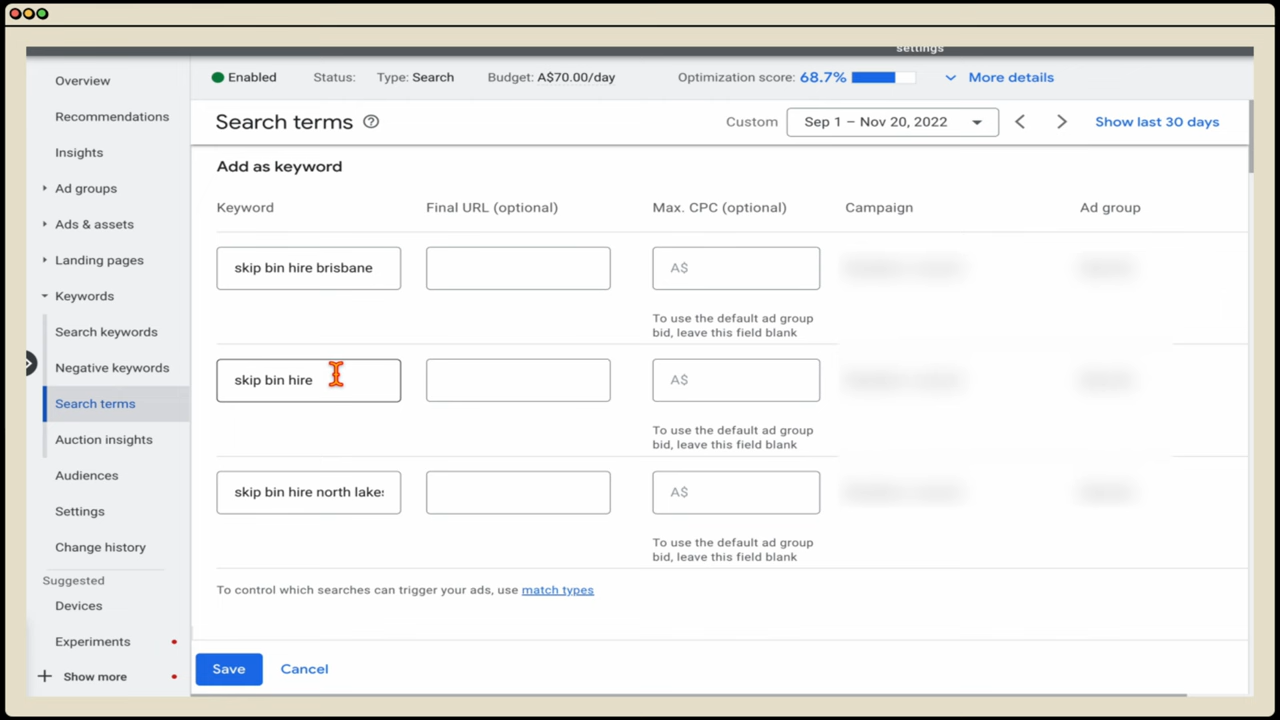 settings
Overview
Recommendations
Insights
Ad groups
Ads & assets
Landing pages
Keywords
Search keywords
Negative keywords
Search terms
Auction insights
Audiences
Settings
Change history
Suggested
Devices
Experiments
Show more
Enabled Status: Type: Search Budget: A$70.00/day Optimization score: 68.7% More details
Search terms Custom Sep 1 – Nov 20, 2022 Show last 30 days
Add as keyword
Keyword Final URL (optional) Max. CPC (optional) Campaign Ad group
skip bin hire brisbane A$
To use the default ad group
bid, leave this field blank
skip bin hire A$
To use the default ad group
bid, leave this field blank
skip bin hire north lakes A$
To use the default ad group
bid, leave this field blank
To control which searches can trigger your ads, use match types
Save Cancel